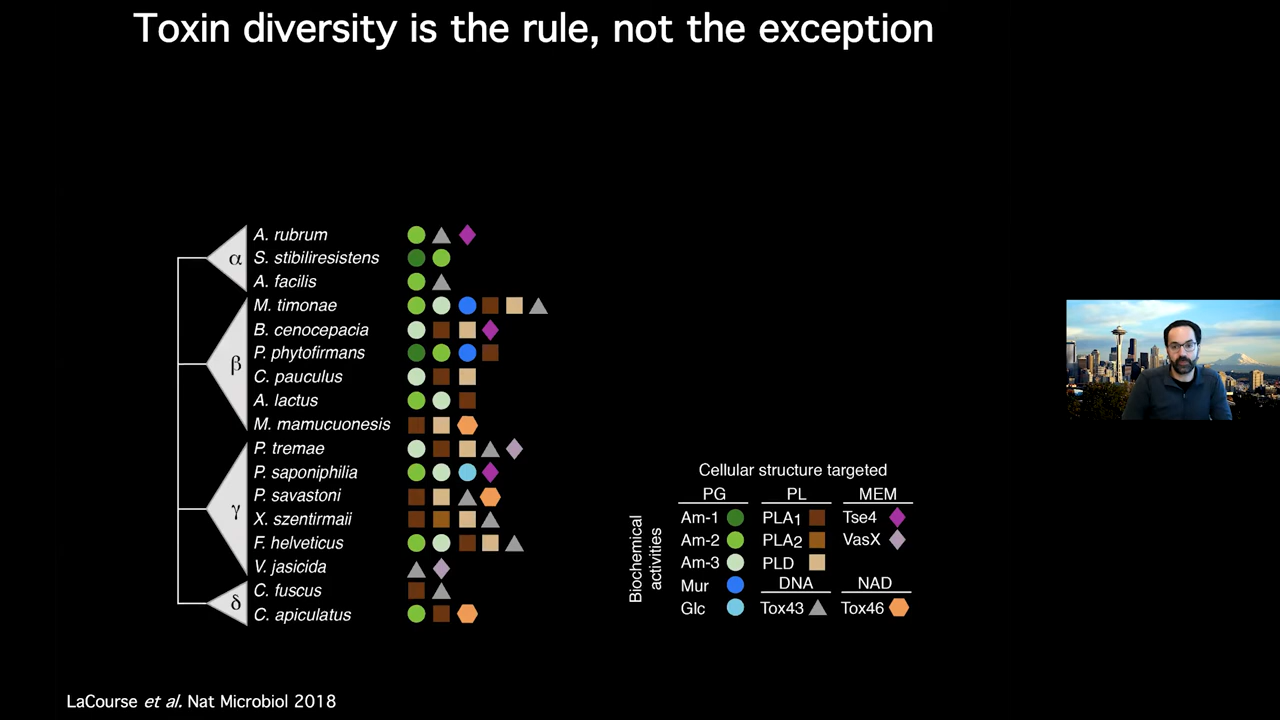 Toxin diversity is the rule, not the exception
α
A. rubrum
S. stibiliresistens
A. facilis
β
M. timonae
B. cenocepacia
P. phytofirmans
C. pauculus
A. lactus
M. mamucuonesis
γ
P. tremae
P. saponiphilia
P. savastoni
X. szentirmaii
F. helveticus
V. jasicida
δ
C. fuscus
C. apiculatus
Cellular structure targeted
Biochemical
activities
PG PL MEM
Am-1 PLA1 Tse4
Am-2 PLA2 VasX
Am-3 PLD
Mur DNA NAD
Glc Tox43 Tox46
LaCourse et al. Nat Microbiol 2018